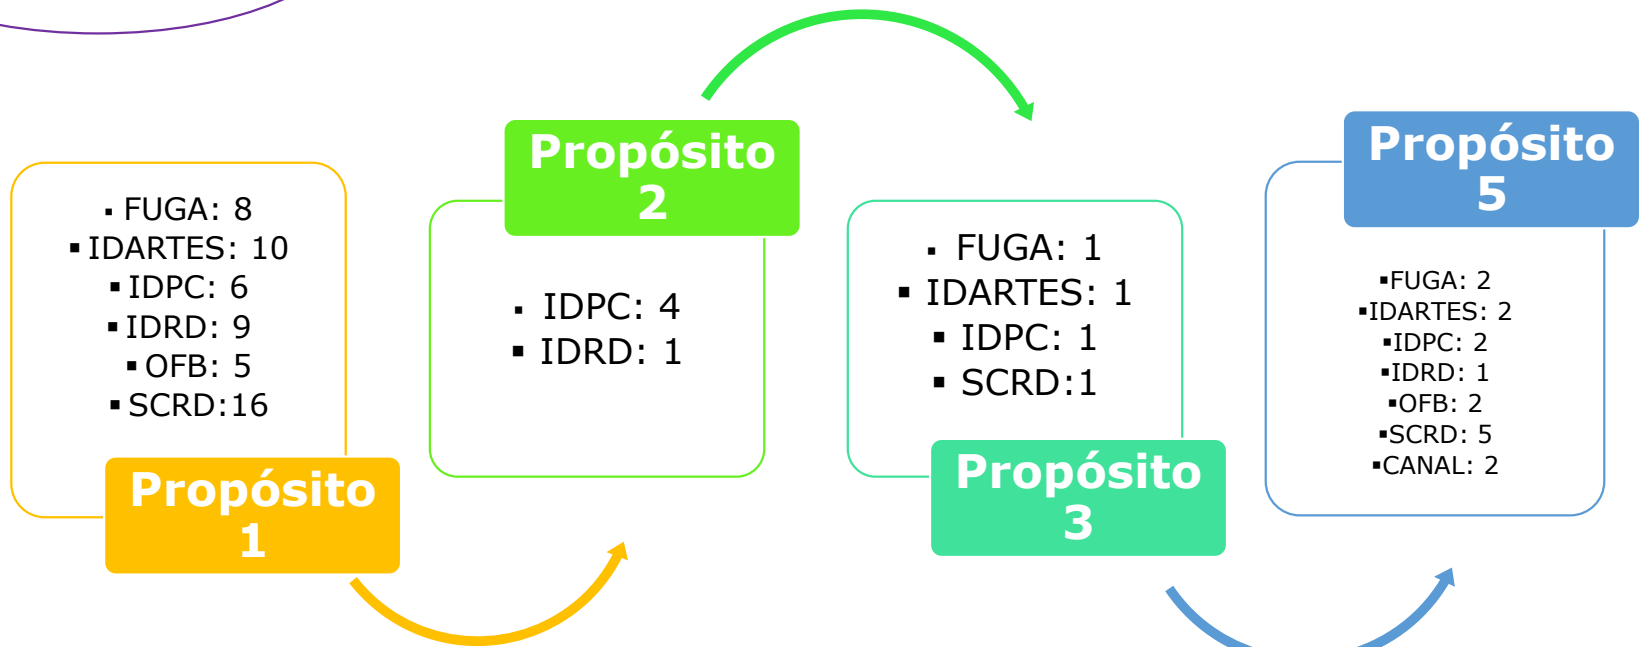 ▪ FUGA: 8
▪ IDARTES: 10
▪ IDPC: 6
▪ IDRD: 9
▪ OFB: 5
▪ SCRD:16
Propósito
1
Propósito
2
▪ IDPC: 4
▪ IDRD: 1
▪ FUGA: 1
▪ IDARTES: 1
▪ IDPC: 1
▪ SCRD:1
Propósito
3
Propósito
5
▪FUGA: 2
▪IDARTES: 2
▪IDPC: 2
▪IDRD: 1
▪OFB: 2
▪SCRD: 5
▪CANAL: 2